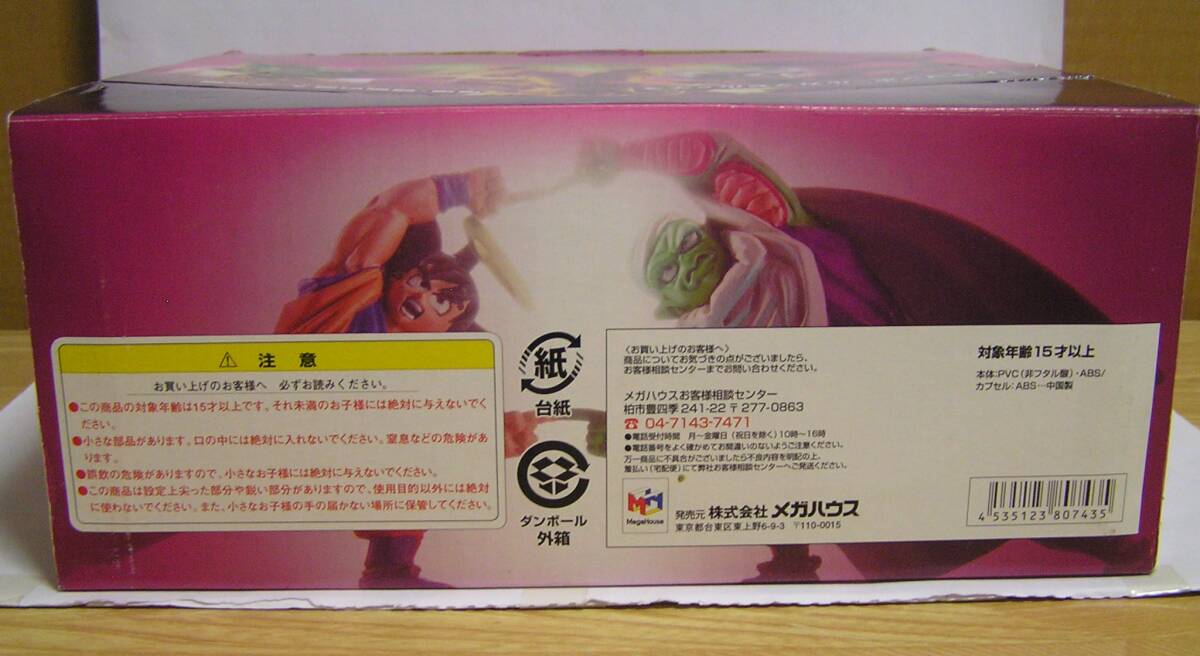 ⚠ 注意
お買い上げのお客様へ 必ずお読みください。
●この商品の対象年齢は15才以上です。それ未満のお子様には絶対に与えないでく
ださい。
●小さな部品があります。口の中には絶対に入れないでください。窒息などの危険があ
ります。
●誤飲の危険がありますので、小さなお子様には絶対に与えないでください。
●この商品は設定上尖った部分や鋭い部分がありますので、使用目的以外には絶対
に使わないでください。また、小さなお子様の手の届かない場所に保管してください。
紙
台紙
ダンボール
外箱
〈お買い上げのお客様へ〉
商品についてお気づきの点がございましたら、
お客様相談センターまでお問い合わせください。
メガハウスお客様相談センター
柏市豊四季241-22 〒277-0863
☎ 04-7143-7471
●電話受付時間 月〜金曜日(祝日を除く)10時〜16時
●電話番号をよく確かめてお間違いのないようご注意ください。
万一商品に不具合がございましたら不良内容を明記の上、
着払い(宅配便)にて弊社お客様相談センターへご発送ください。
MegaHouse
発売元 株式会社 メガハウス
東京都台東区東上野6-9-3 〒110-0015
対象年齢15才以上
本体:PVC(非フタル酸)・ABS/
カプセル:ABS…中国製
4 535123 807435